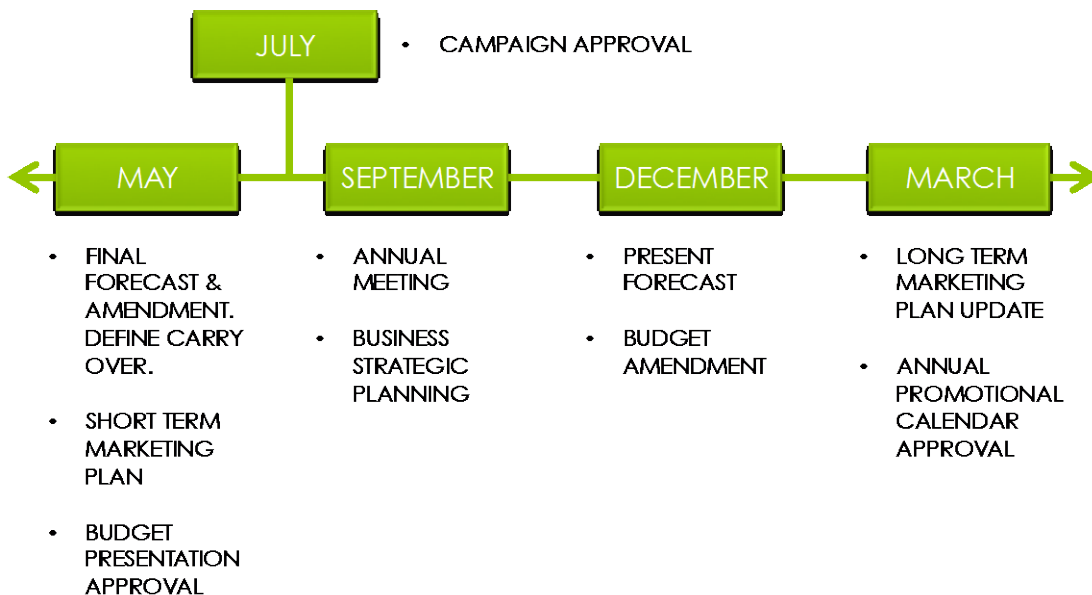 JULY
• CAMPAIGN APPROVAL
MAY
• FINAL
FORECAST &
AMENDMENT.
DEFINE CARRY
OVER.
• SHORT TERM
MARKETING
PLAN
• BUDGET
PRESENTATION
APPROVAL
SEPTEMBER
• ANNUAL
MEETING
• BUSINESS
STRATEGIC
PLANNING
DECEMBER
• PRESENT
FORECAST
• BUDGET
AMENDMENT
MARCH
• LONG TERM
MARKETING
PLAN UPDATE
• ANNUAL
PROMOTIONAL
CALENDAR
APPROVAL